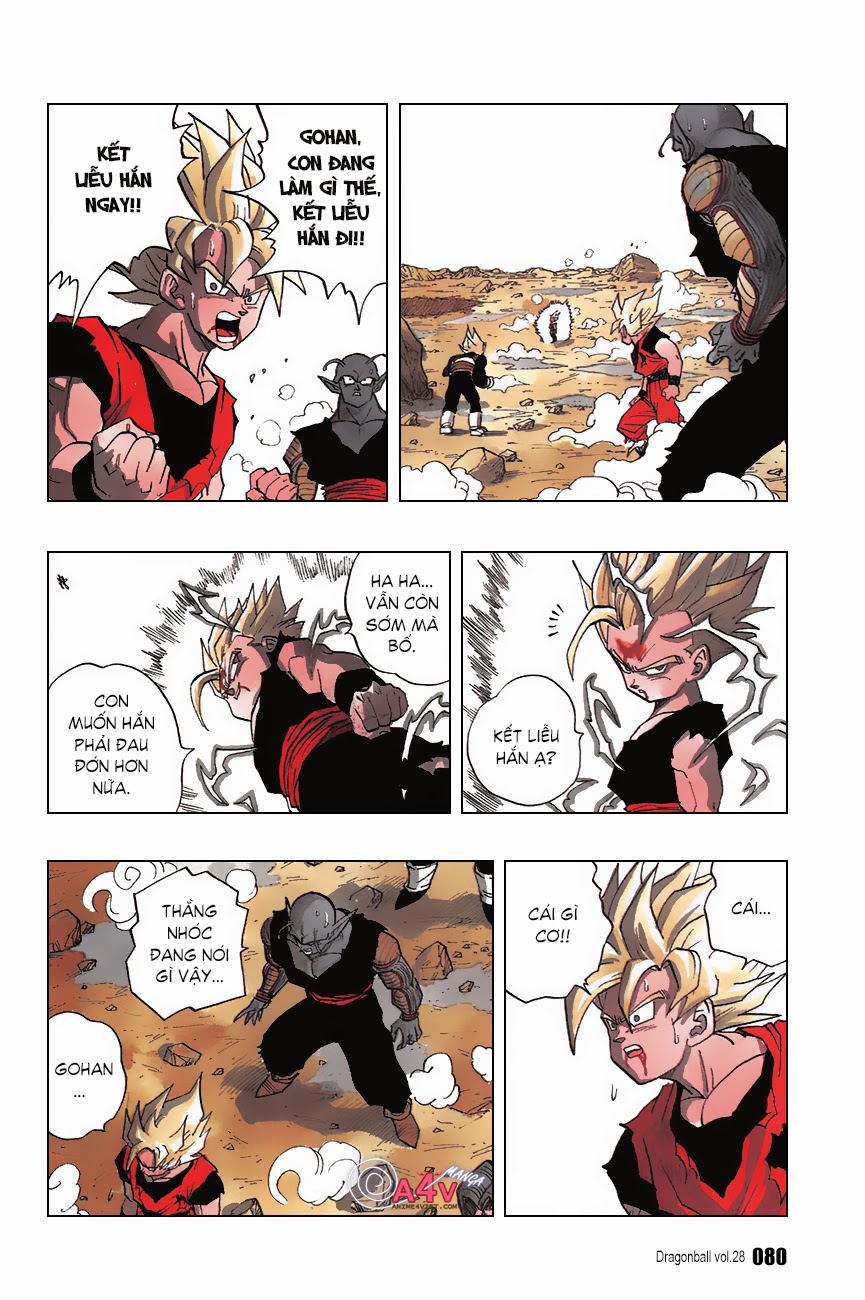 GOHAN,
CON ĐANG
LÀM GÌ THẾ,
KẾT LIỄU
HẮN ĐI!!
KẾT
LIỄU HẮN
NGAY!!
KẾT LIỄU
HẮN Ạ?
HA HA...
VẪN CÒN
SỚM MÀ
BỐ.
CON
MUỐN HẮN
PHẢI ĐAU
ĐỚN HƠN
NỮA.
CÁI...
CÁI GÌ
CƠ!!
THẰNG
NHÓC
ĐANG NÓI
GÌ VẬY...
GOHAN
...
A4V MANGA
ANIME4VIET.COM
Dragonball vol.28 080